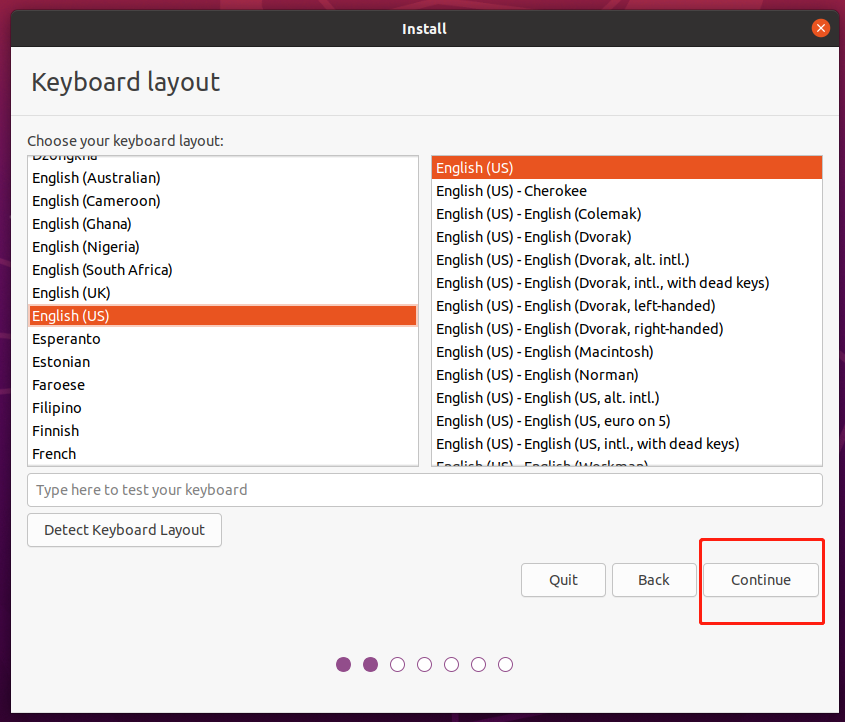 Install
Keyboard layout
Choose your keyboard layout:
Dzongkha
English (Australian)
English (Cameroon)
English (Ghana)
English (Nigeria)
English (South Africa)
English (UK)
English (US)
Esperanto
Estonian
Faroese
Filipino
Finnish
French
English (US)
English (US) - Cherokee
English (US) - English (Colemak)
English (US) - English (Dvorak)
English (US) - English (Dvorak, alt. intl.)
English (US) - English (Dvorak, intl., with dead keys)
English (US) - English (Dvorak, left-handed)
English (US) - English (Dvorak, right-handed)
English (US) - English (Macintosh)
English (US) - English (Norman)
English (US) - English (US, alt. intl.)
English (US) - English (US, euro on 5)
English (US) - English (US, intl., with dead keys)
English (US) - English (Workman)
Type here to test your keyboard
Detect Keyboard Layout
Quit
Back
Continue